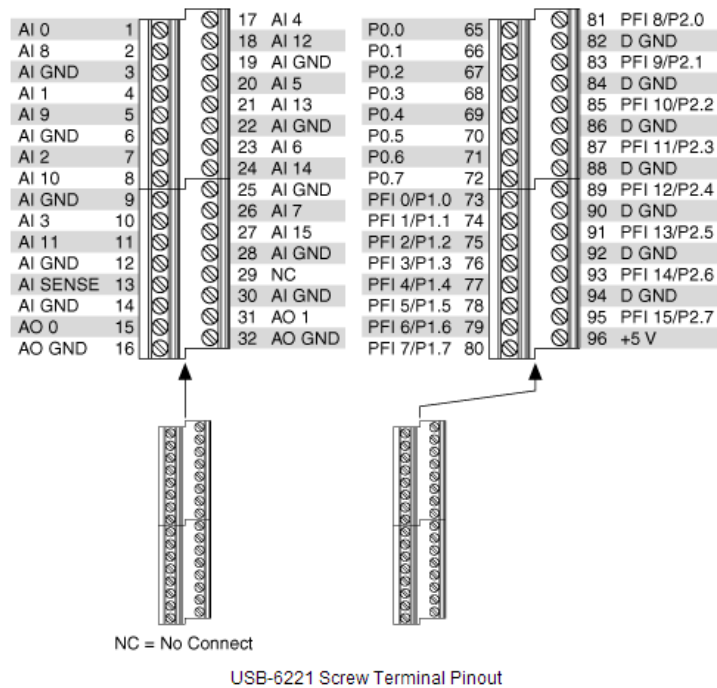 AI 0 1
AI 8 2
AI GND 3
AI 1 4
AI 9 5
AI GND 6
AI 2 7
AI 10 8
AI GND 9
AI 3 10
AI 11 11
AI GND 12
AI SENSE 13
AI GND 14
AO 0 15
AO GND 16
17 AI 4
18 AI 12
19 AI GND
20 AI 5
21 AI 13
22 AI GND
23 AI 6
24 AI 14
25 AI GND
26 AI 7
27 AI 15
28 AI GND
29 NC
30 AI GND
31 AO 1
32 AO GND
P0.0 65
P0.1 66
P0.2 67
P0.3 68
P0.4 69
P0.5 70
P0.6 71
P0.7 72
PFI 0/P1.0 73
PFI 1/P1.1 74
PFI 2/P1.2 75
PFI 3/P1.3 76
PFI 4/P1.4 77
PFI 5/P1.5 78
PFI 6/P1.6 79
PFI 7/P1.7 80
81 PFI 8/P2.0
82 D GND
83 PFI 9/P2.1
84 D GND
85 PFI 10/P2.2
86 D GND
87 PFI 11/P2.3
88 D GND
89 PFI 12/P2.4
90 D GND
91 PFI 13/P2.5
92 D GND
93 PFI 14/P2.6
94 D GND
95 PFI 15/P2.7
96 +5 V
NC = No Connect
USB-6221 Screw Terminal Pinout